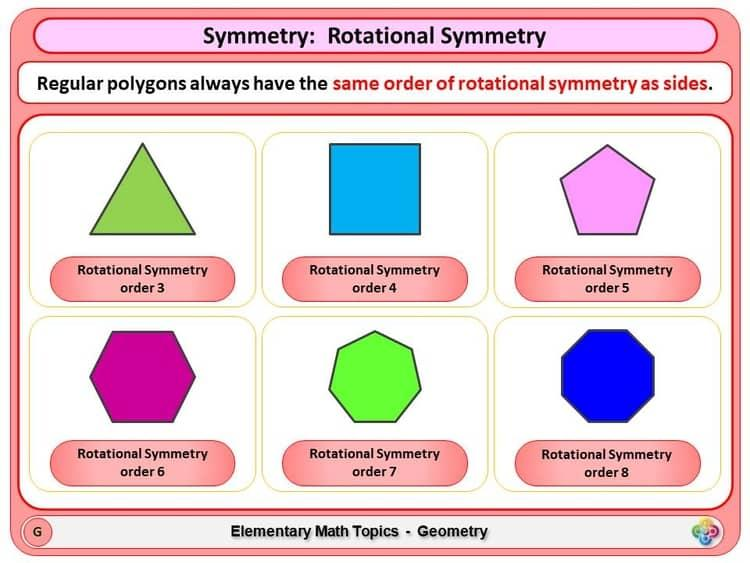 Symmetry: Rotational Symmetry
Regular polygons always have the same order of rotational symmetry as sides.
Rotational Symmetry
order 3
Rotational Symmetry
order 4
Rotational Symmetry
order 5
Rotational Symmetry
order 6
Rotational Symmetry
order 7
Rotational Symmetry
order 8
G
Elementary Math Topics - Geometry